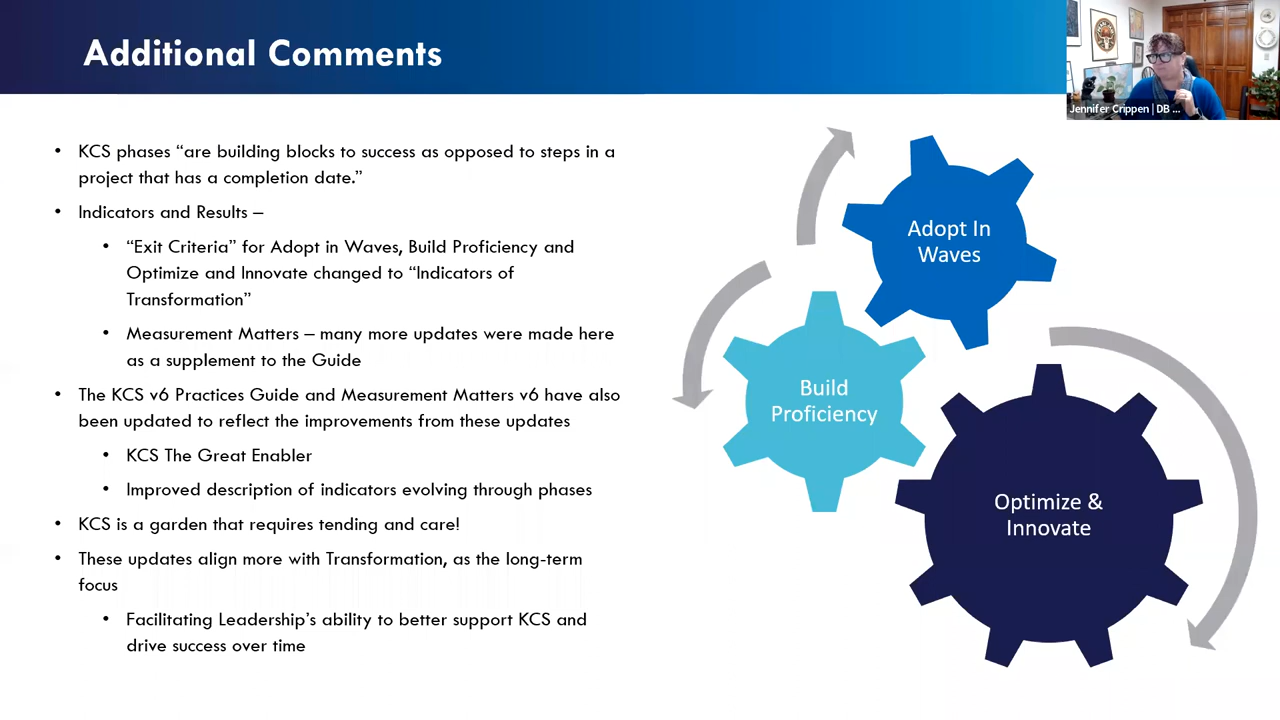 Additional Comments
Jennifer Crippen | DB ...
• KCS phases “are building blocks to success as opposed to steps in a
project that has a completion date.”
• Indicators and Results –
• “Exit Criteria” for Adopt in Waves, Build Proficiency and
Optimize and Innovate changed to “Indicators of
Transformation”
• Measurement Matters – many more updates were made here
as a supplement to the Guide
• The KCS v6 Practices Guide and Measurement Matters v6 have also
been updated to reflect the improvements from these updates
• KCS The Great Enabler
• Improved description of indicators evolving through phases
• KCS is a garden that requires tending and care!
• These updates align more with Transformation, as the long-term
focus
• Facilitating Leadership’s ability to better support KCS and
drive success over time
Adopt In
Waves
Build
Proficiency
Optimize &
Innovate